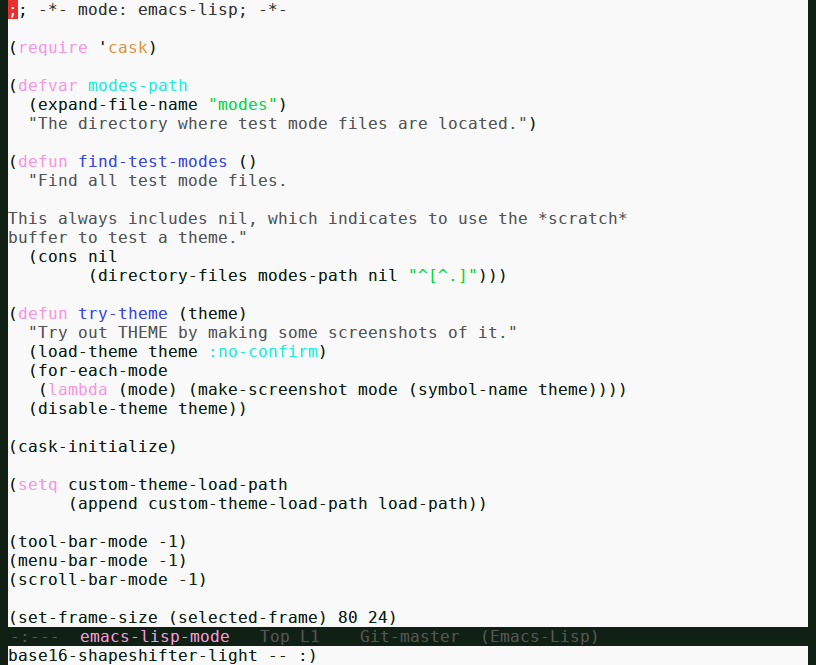 ;; -*- mode: emacs-lisp; -*-

(require 'cask)

(defvar modes-path
  (expand-file-name "modes")
  "The directory where test mode files are located.")

(defun find-test-modes ()
  "Find all test mode files.

This always includes nil, which indicates to use the *scratch*
buffer to test a theme."
  (cons nil
        (directory-files modes-path nil "^[^.]")))

(defun try-theme (theme)
  "Try out THEME by making some screenshots of it."
  (load-theme theme :no-confirm)
  (for-each-mode
   (lambda (mode) (make-screenshot mode (symbol-name theme))))
  (disable-theme theme))

(cask-initialize)

(setq custom-theme-load-path
      (append custom-theme-load-path load-path))

(tool-bar-mode -1)
(menu-bar-mode -1)
(scroll-bar-mode -1)

(set-frame-size (selected-frame) 80 24)
-:---  emacs-lisp-mode   Top L1    Git-master  (Emacs-Lisp)
base16-shapeshifter-light -- :)